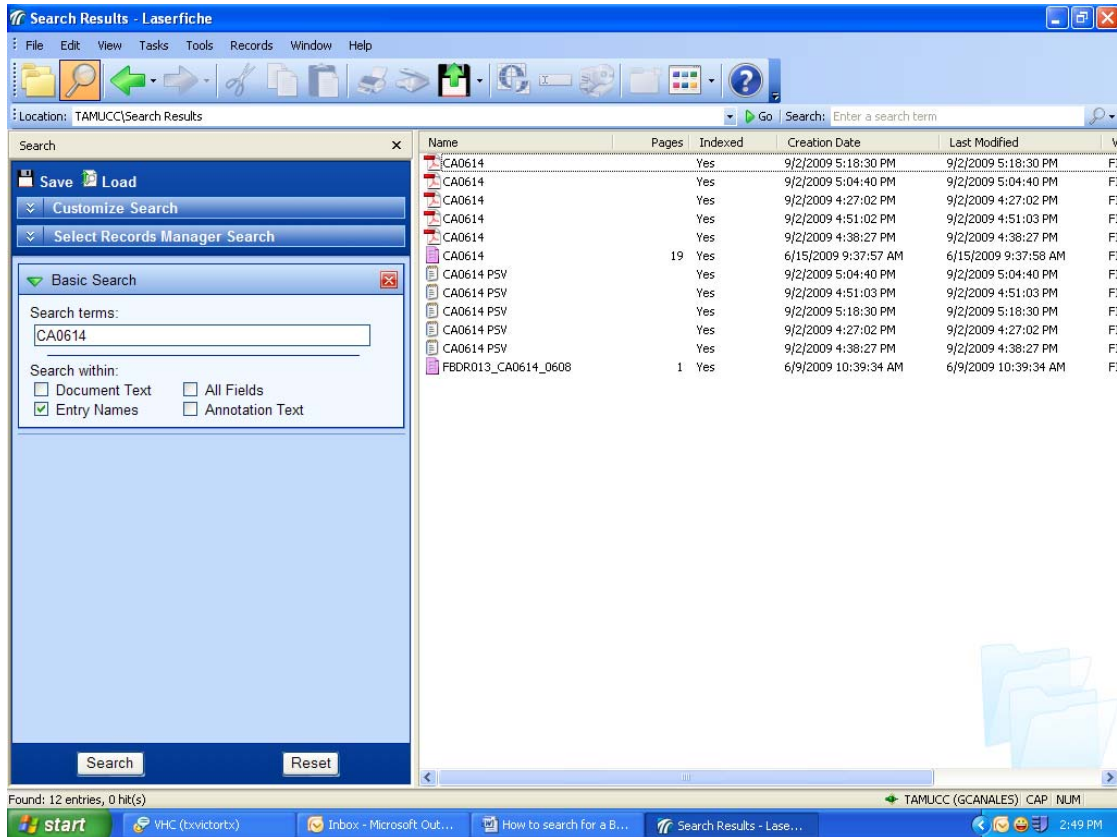 Search Results - Laserfiche
File Edit View Tasks Tools Records Window Help
Location: TAMUCC\Search Results Go Search: Enter a search term
Search x
Save Load
Customize Search
Select Records Manager Search
Basic Search
Search terms:
CA0614
Search within:
Document Text All Fields
Entry Names Annotation Text
Search Reset
Name Pages Indexed Creation Date Last Modified V
CA0614 Yes 9/2/2009 5:18:30 PM 9/2/2009 5:18:30 PM
CA0614 Yes 9/2/2009 5:04:40 PM 9/2/2009 5:04:40 PM
CA0614 Yes 9/2/2009 4:27:02 PM 9/2/2009 4:27:02 PM
CA0614 Yes 9/2/2009 4:51:02 PM 9/2/2009 4:51:03 PM
CA0614 Yes 9/2/2009 4:38:27 PM 9/2/2009 4:38:27 PM
CA0614 19 Yes 6/15/2009 9:37:57 AM 6/15/2009 9:37:58 AM
CA0614 PSV Yes 9/2/2009 5:04:40 PM 9/2/2009 5:04:40 PM
CA0614 PSV Yes 9/2/2009 4:51:03 PM 9/2/2009 4:51:03 PM
CA0614 PSV Yes 9/2/2009 5:18:30 PM 9/2/2009 5:18:30 PM
CA0614 PSV Yes 9/2/2009 4:27:02 PM 9/2/2009 4:27:02 PM
CA0614 PSV Yes 9/2/2009 4:38:27 PM 9/2/2009 4:38:27 PM
FBDR013_CA0614_0608 1 Yes 6/9/2009 10:39:34 AM 6/9/2009 10:39:34 AM
Found: 12 entries, 0 hit(s) TAMUCC (GCANALES) CAP NUM
start VHC (txvictortx) Inbox - Microsoft Out... How to search for a B... Search Results - Lase... 2:49 PM